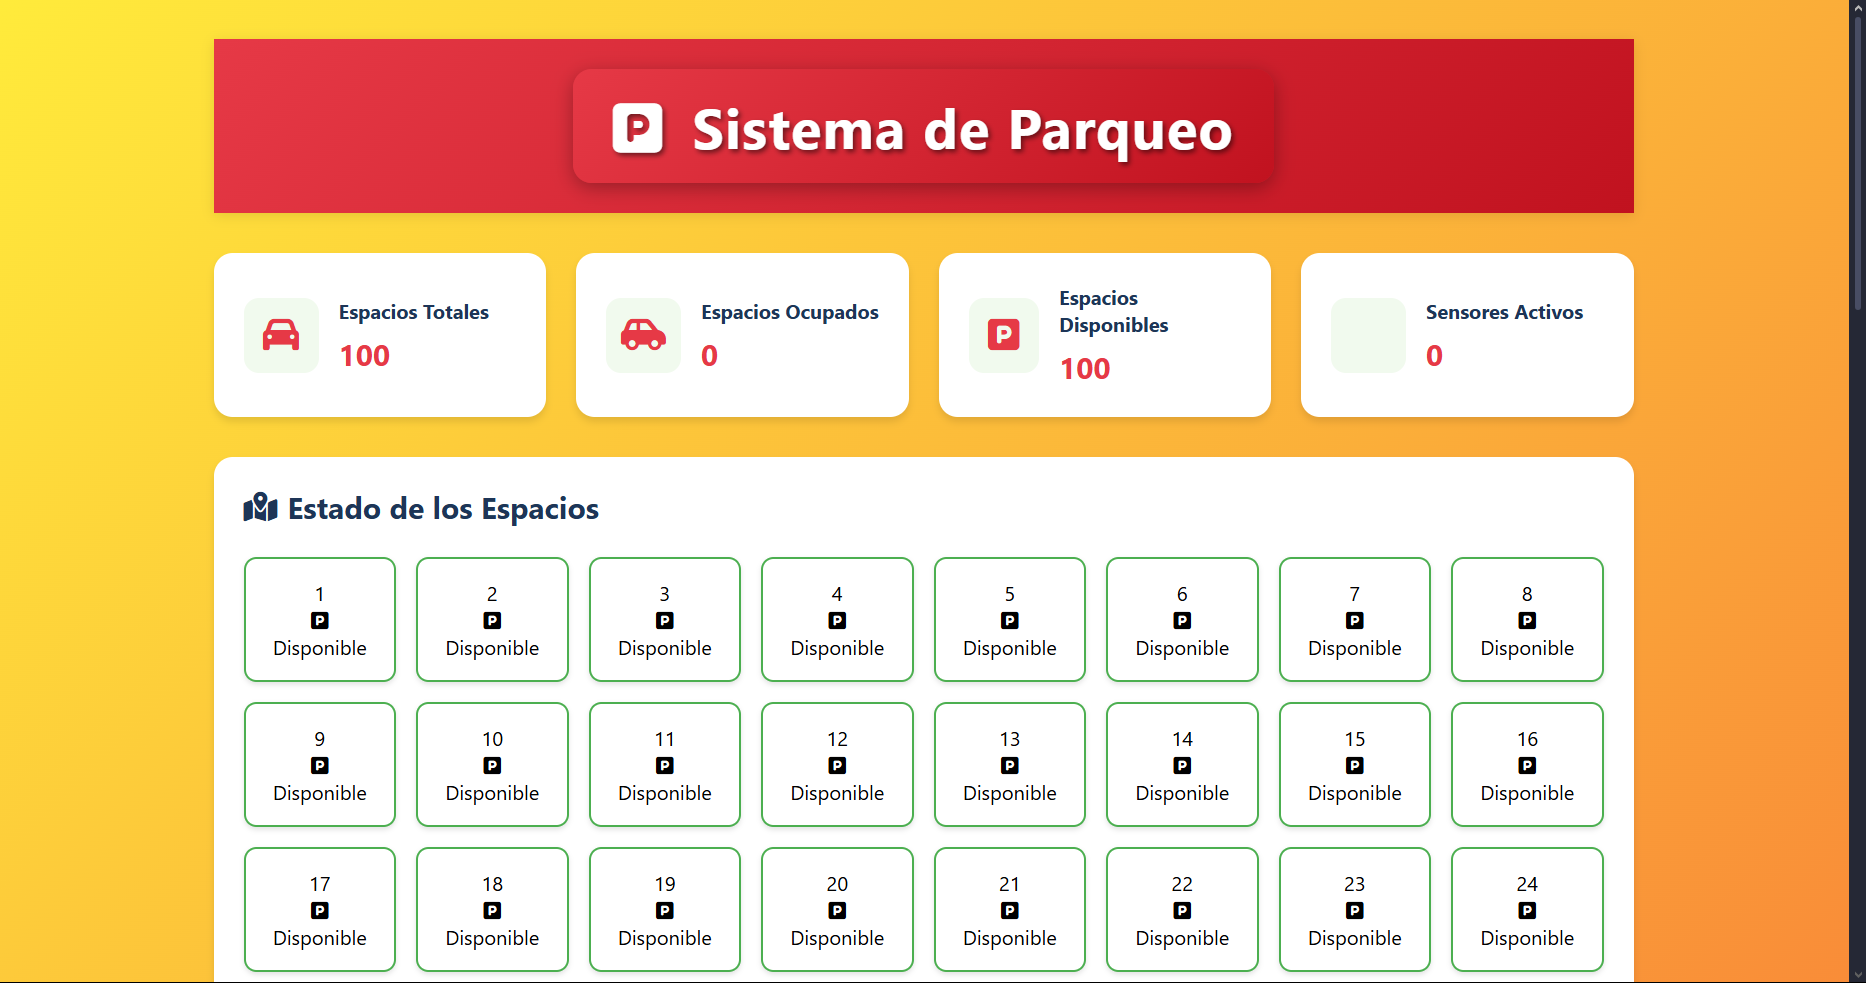 P Sistema de Parqueo
Espacios Totales
100
Espacios Ocupados
0
P
Espacios
Disponibles
100
Sensores Activos
0
Estado de los Espacios
1
P
Disponible
2
P
Disponible
3
P
Disponible
4
P
Disponible
5
P
Disponible
6
P
Disponible
7
P
Disponible
8
P
Disponible
9
P
Disponible
10
P
Disponible
11
P
Disponible
12
P
Disponible
13
P
Disponible
14
P
Disponible
15
P
Disponible
16
P
Disponible
17
P
Disponible
18
P
Disponible
19
P
Disponible
20
P
Disponible
21
P
Disponible
22
P
Disponible
23
P
Disponible
24
P
Disponible